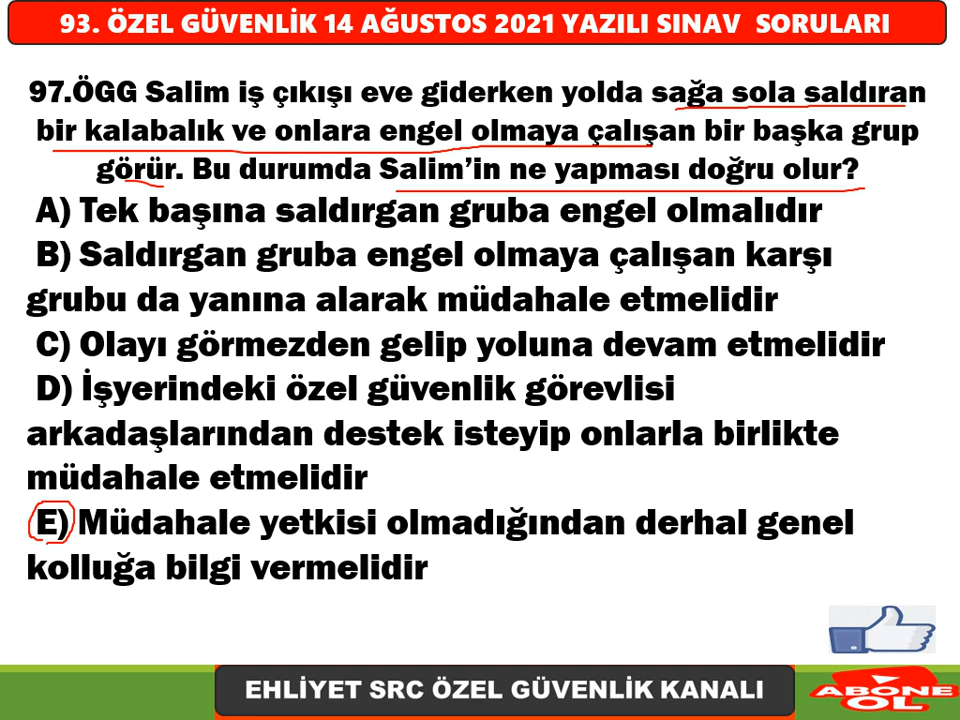 93. ÖZEL GÜVENLİK 14 AĞUSTOS 2021 YAZILI SINAV SORULARI
97.ÖGG Salim iş çıkışı eve giderken yolda sağa sola saldıran
bir kalabalık ve onlara engel olmaya çalışan bir başka grup
görür. Bu durumda Salim'in ne yapması doğru olur?
A) Tek başına saldırgan gruba engel olmalıdır
B) Saldırgan gruba engel olmaya çalışan karşı
grubu da yanına alarak müdahale etmelidir
C) Olayı görmezden gelip yoluna devam etmelidir
D) İşyerindeki özel güvenlik görevlisi
arkadaşlarından destek isteyip onlarla birlikte
müdahale etmelidir
E) Müdahale yetkisi olmadığından derhal genel
kolluğa bilgi vermelidir
EHLİYET SRC ÖZEL GÜVENLİK KANALI
ABONE
OL